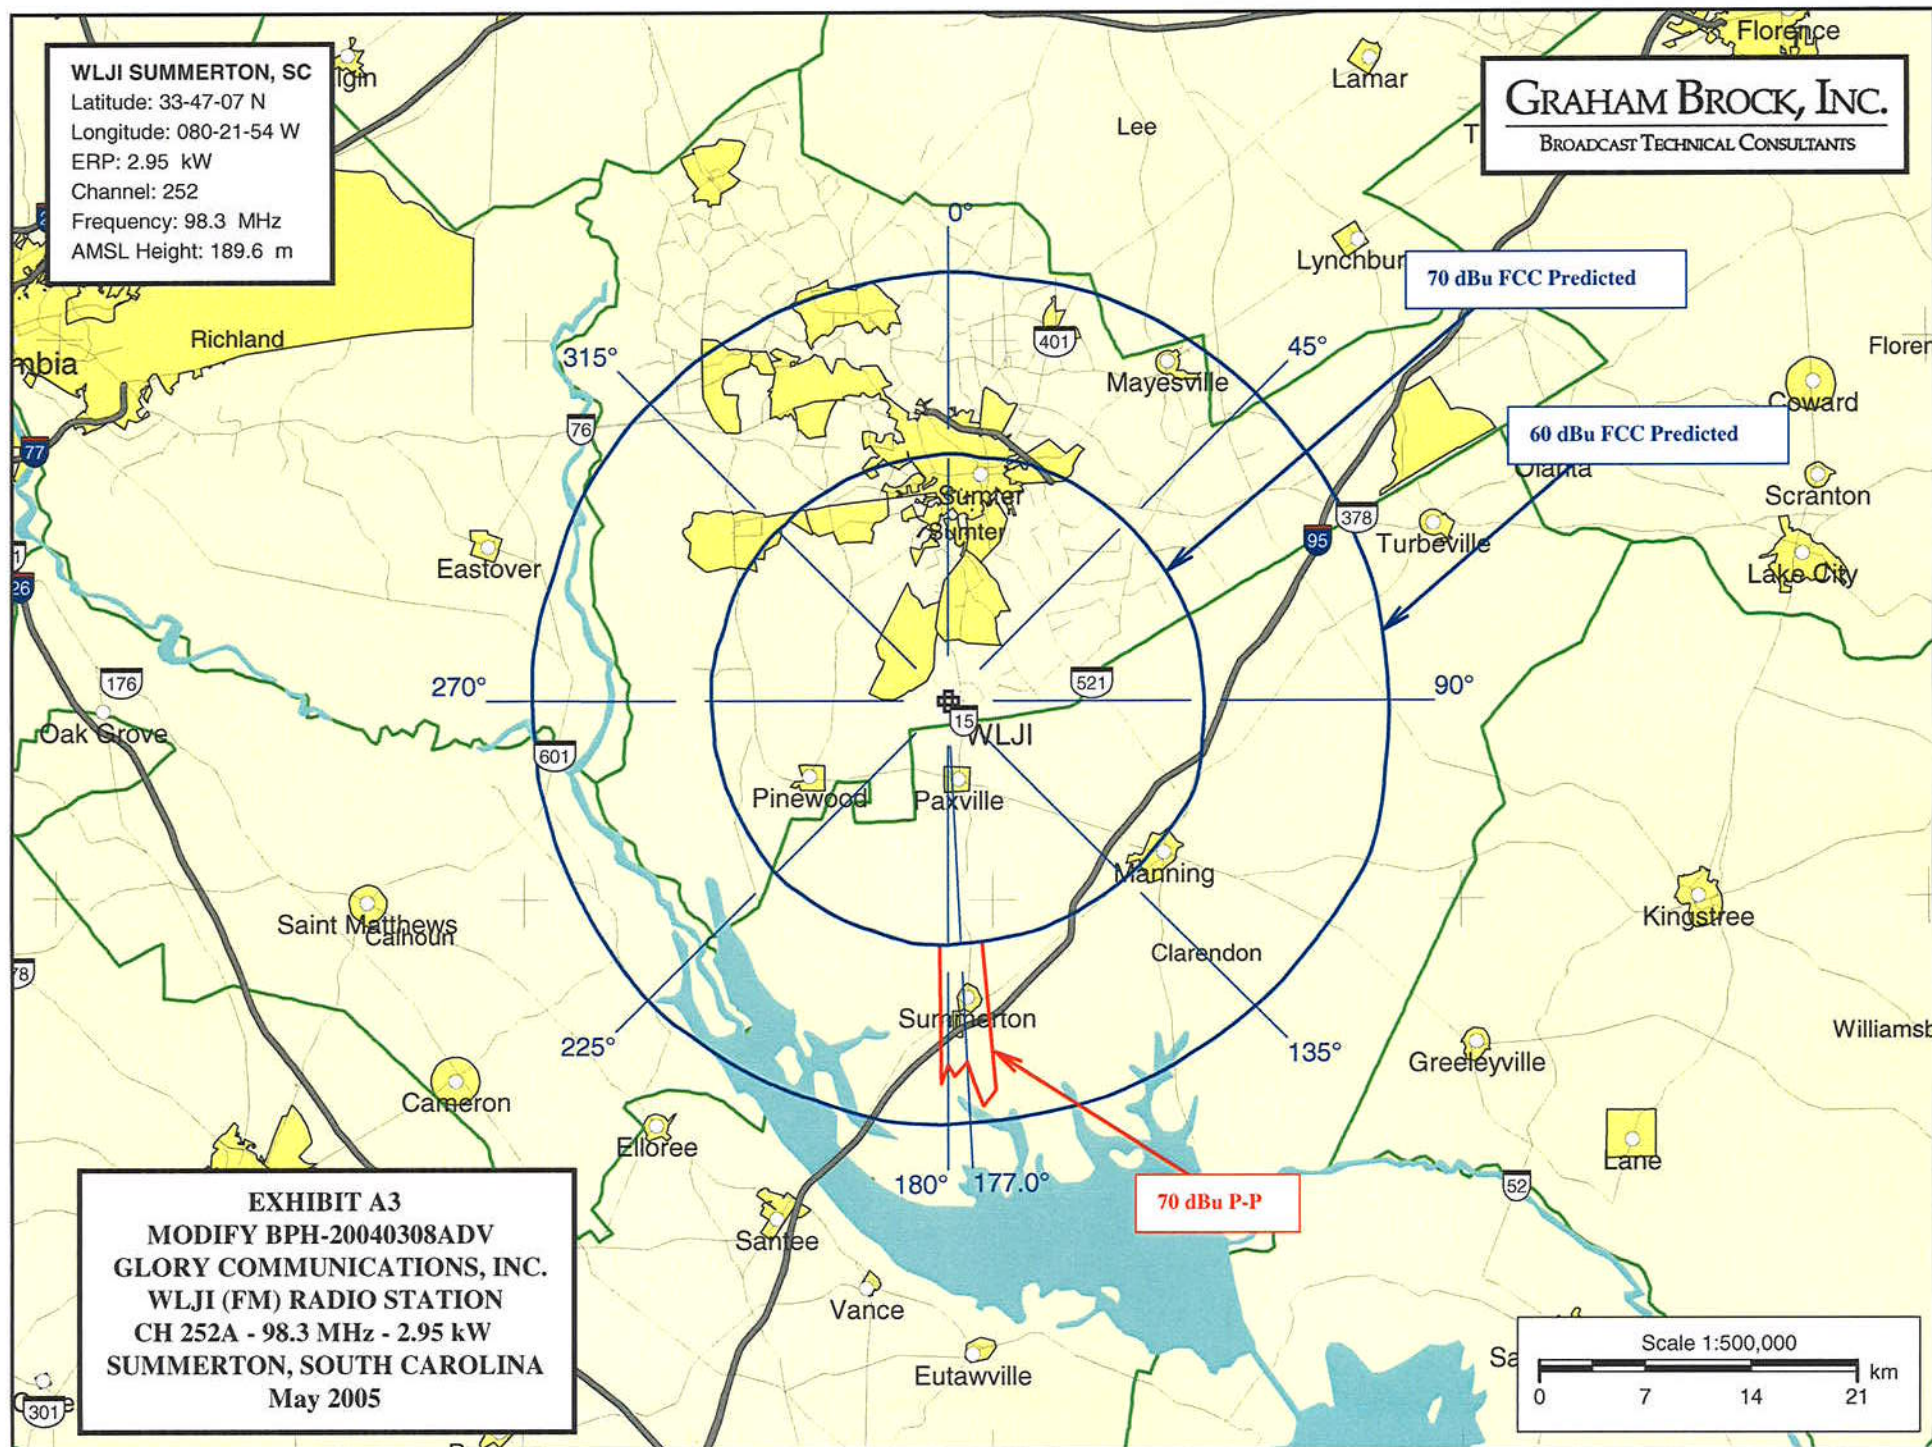 WLJI SUMMERTON, SC
Latitude: 33-47-07 N
Longitude: 080-21-54 W
ERP: 2.95 kW
Channel: 252
Frequency: 98.3 MHz
AMSL Height: 189.6 m
GRAHAM BROCK, INC.
BROADCAST TECHNICAL CONSULTANTS
Florence
Lamar
Lee
0°
Lynchbur
70 dBu FCC Predicted
Richland
401
315°
45°
Floren
mbia
Mayesville
Coward
76
60 dBu FCC Predicted
77
Olanta
Sumter
Scranton
378
Sumter
95
Turbeville
Eastover
Lake City
26
176
270°
521
90°
15
Oak Grove
WLJI
601
Pinewood
Paxville
Manning
Saint Matthews
Calhoun
Kingstree
Clarendon
78
Summerton
Williamsb
225°
135°
Greeleyville
Cameron
Elloree
Lane
180°
177.0°
52
70 dBu P-P
Santee
Vance
Eutawville
EXHIBIT A3
MODIFY BPH-20040308ADV
GLORY COMMUNICATIONS, INC.
WLJI (FM) RADIO STATION
CH 252A - 98.3 MHz - 2.95 kW
SUMMERTON, SOUTH CAROLINA
May 2005
301
Sa
Scale 1:500,000
km
0 7 14 21